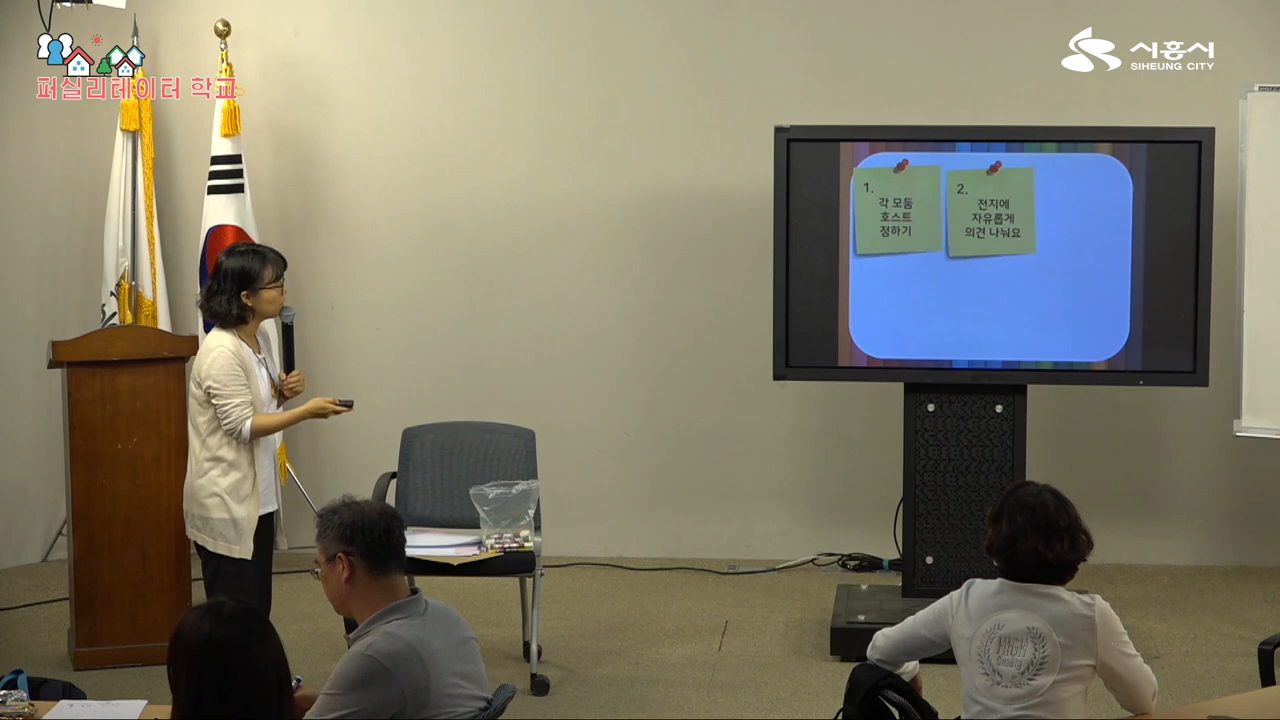 퍼실리테이터 학교
시흥시
SIHEUNG CITY
1.
각 모둠
호스트
정하기
2.
전지에
자유롭게
의견 나눠요